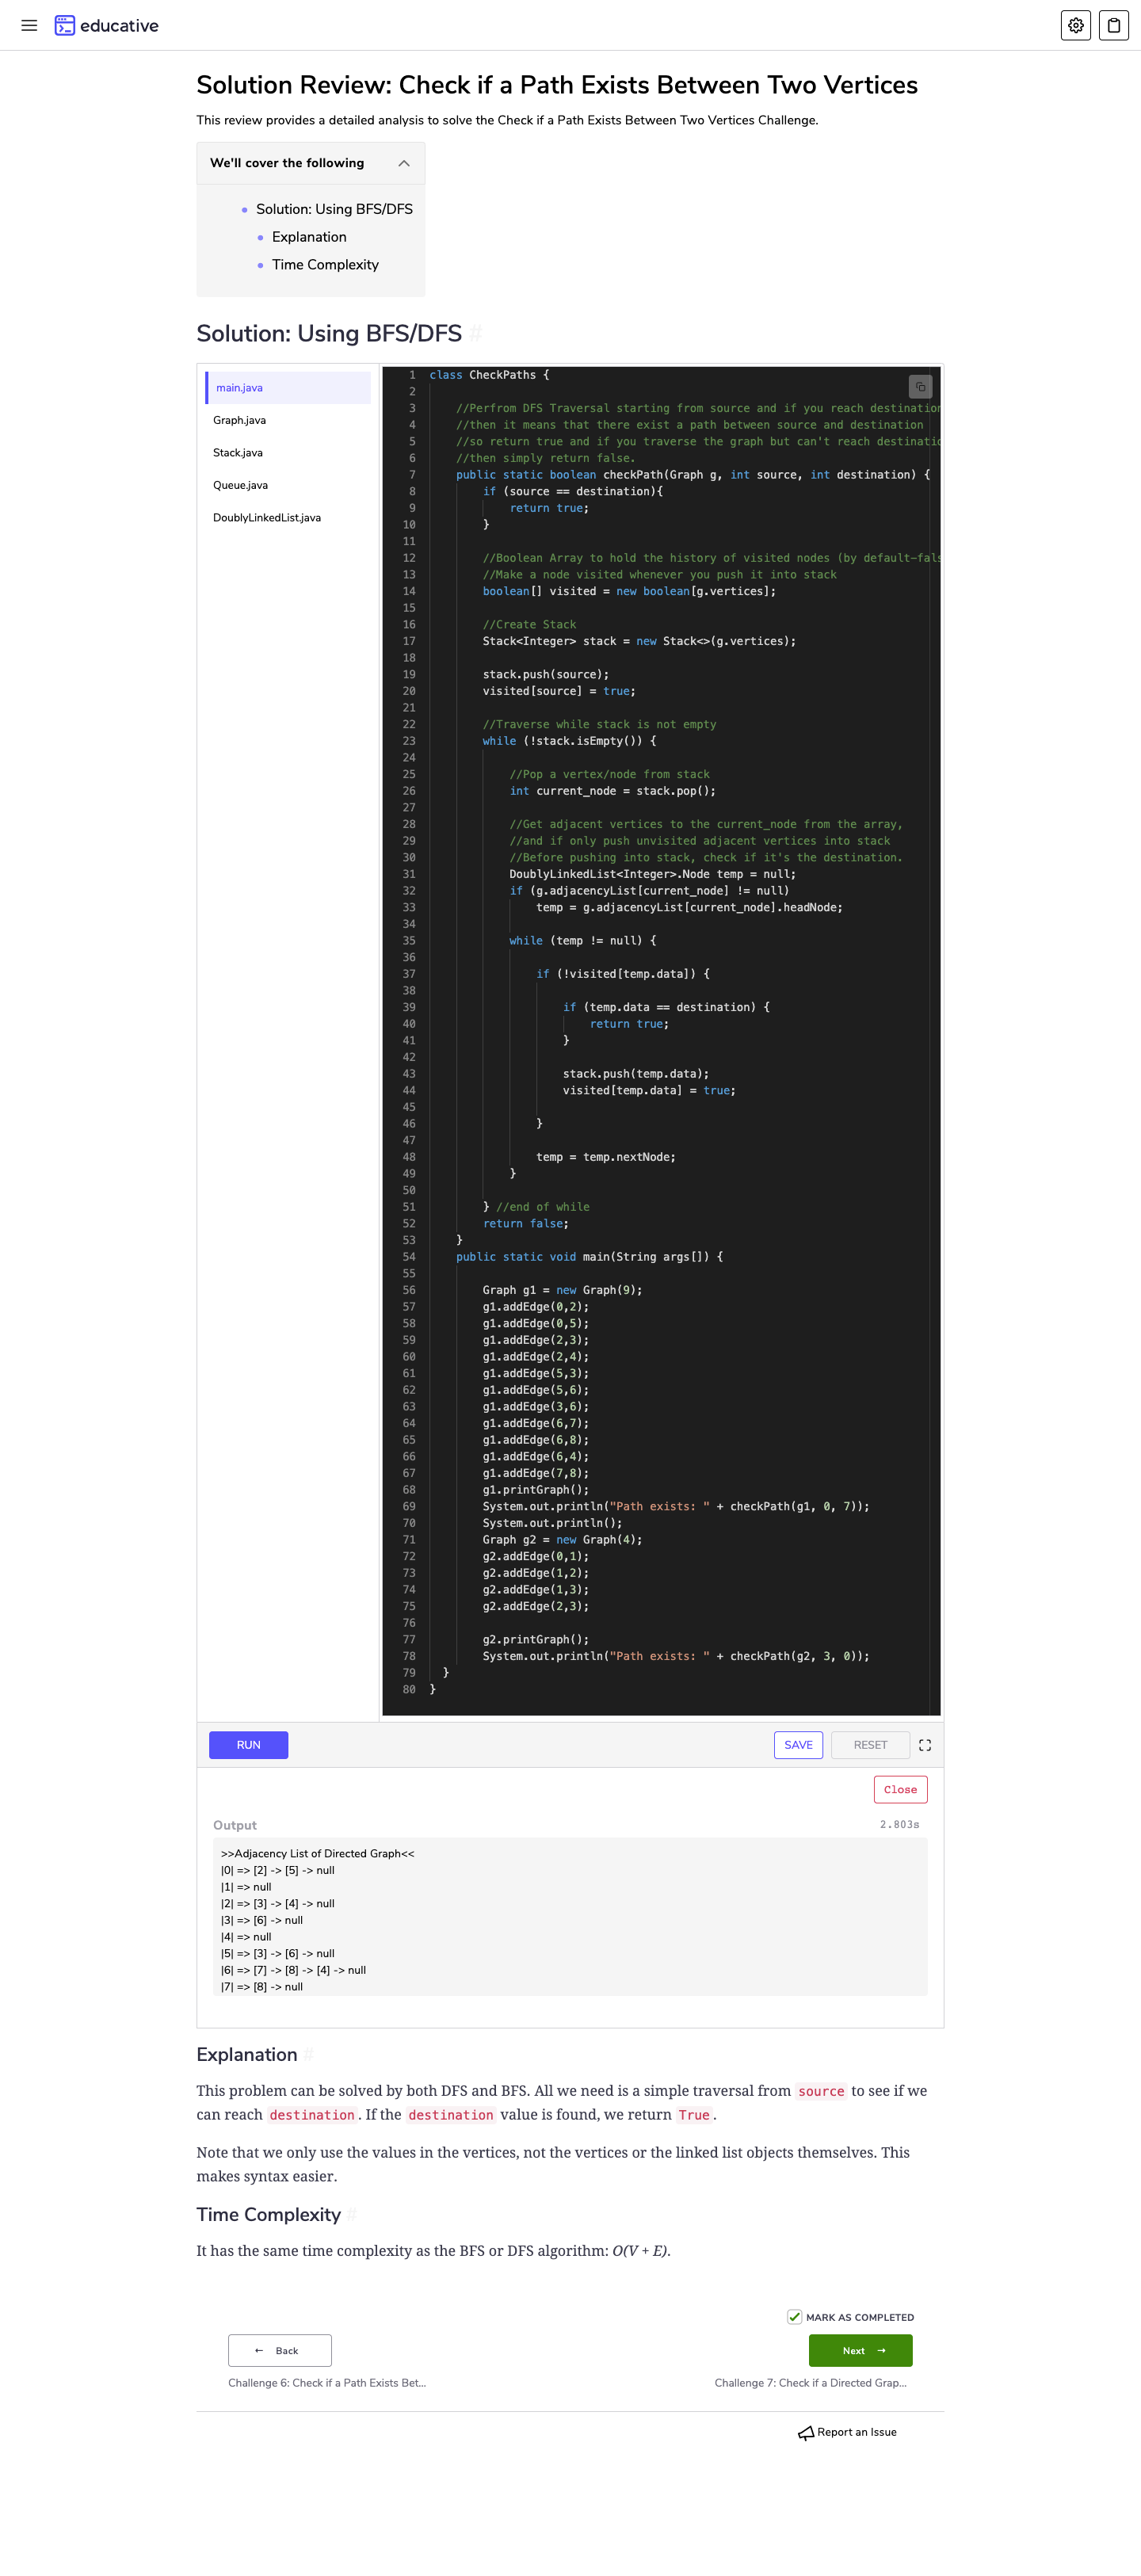 educative
Solution Review: Check if a Path Exists Between Two Vertices
This review provides a detailed analysis to solve the Check if a Path Exists Between Two Vertices Challenge.
We'll cover the following
Solution: Using BFS/DFS
Explanation
Time Complexity
Solution: Using BFS/DFS #
main.java
Graph.java
Stack.java
Queue.java
DoublyLinkedList.java
1 class CheckPaths {
2
3 //Perfrom DFS Traversal starting from source and if you reach destination
4 //then it means that there exist a path between source and destination
5 //so return true and if you traverse the graph but can't reach destinatio
6 //then simply return false.
7 public static boolean checkPath(Graph g, int source, int destination) {
8 if (source == destination){
9 return true;
10 }
11
12 //Boolean Array to hold the history of visited nodes (by default-fals
13 //Make a node visited whenever you push it into stack
14 boolean[] visited = new boolean[g.vertices];
15
16 //Create Stack
17 Stack<Integer> stack = new Stack<>(g.vertices);
18
19 stack.push(source);
20 visited[source] = true;
21
22 //Traverse while stack is not empty
23 while (!stack.isEmpty()) {
24
25 //Pop a vertex/node from stack
26 int current_node = stack.pop();
27
28 //Get adjacent vertices to the current_node from the array,
29 //and if only push unvisited adjacent vertices into stack
30 //Before pushing into stack, check if it's the destination.
31 DoublyLinkedList<Integer>.Node temp = null;
32 if (g.adjacencyList[current_node] != null)
33 temp = g.adjacencyList[current_node].headNode;
34
35 while (temp != null) {
36
37 if (!visited[temp.data]) {
38
39 if (temp.data == destination) {
40 return true;
41 }
42
43 stack.push(temp.data);
44 visited[temp.data] = true;
45
46 }
47
48 temp = temp.nextNode;
49 }
50
51 } //end of while
52 return false;
53 }
54 public static void main(String args[]) {
55
56 Graph g1 = new Graph(9);
57 g1.addEdge(0,2);
58 g1.addEdge(0,5);
59 g1.addEdge(2,3);
60 g1.addEdge(2,4);
61 g1.addEdge(5,3);
62 g1.addEdge(5,6);
63 g1.addEdge(3,6);
64 g1.addEdge(6,7);
65 g1.addEdge(6,8);
66 g1.addEdge(6,4);
67 g1.addEdge(7,8);
68 g1.printGraph();
69 System.out.println("Path exists: " + checkPath(g1, 0, 7));
70 System.out.println();
71 Graph g2 = new Graph(4);
72 g2.addEdge(0,1);
73 g2.addEdge(1,2);
74 g2.addEdge(1,3);
75 g2.addEdge(2,3);
76
77 g2.printGraph();
78 System.out.println("Path exists: " + checkPath(g2, 3, 0));
79 }
80 }
RUN SAVE RESET
Close
Output 2.803s
>>Adjacency List of Directed Graph<<
|0| => [2] -> [5] -> null
|1| => null
|2| => [3] -> [4] -> null
|3| => [6] -> null
|4| => null
|5| => [3] -> [6] -> null
|6| => [7] -> [8] -> [4] -> null
|7| => [8] -> null
Explanation #
This problem can be solved by both DFS and BFS. All we need is a simple traversal from source to see if we
can reach destination. If the destination value is found, we return True.
Note that we only use the values in the vertices, not the vertices or the linked list objects themselves. This
makes syntax easier.
Time Complexity #
It has the same time complexity as the BFS or DFS algorithm: O(V + E).
MARK AS COMPLETED
← Back Next →
Challenge 6: Check if a Path Exists Bet... Challenge 7: Check if a Directed Grap...
Report an Issue